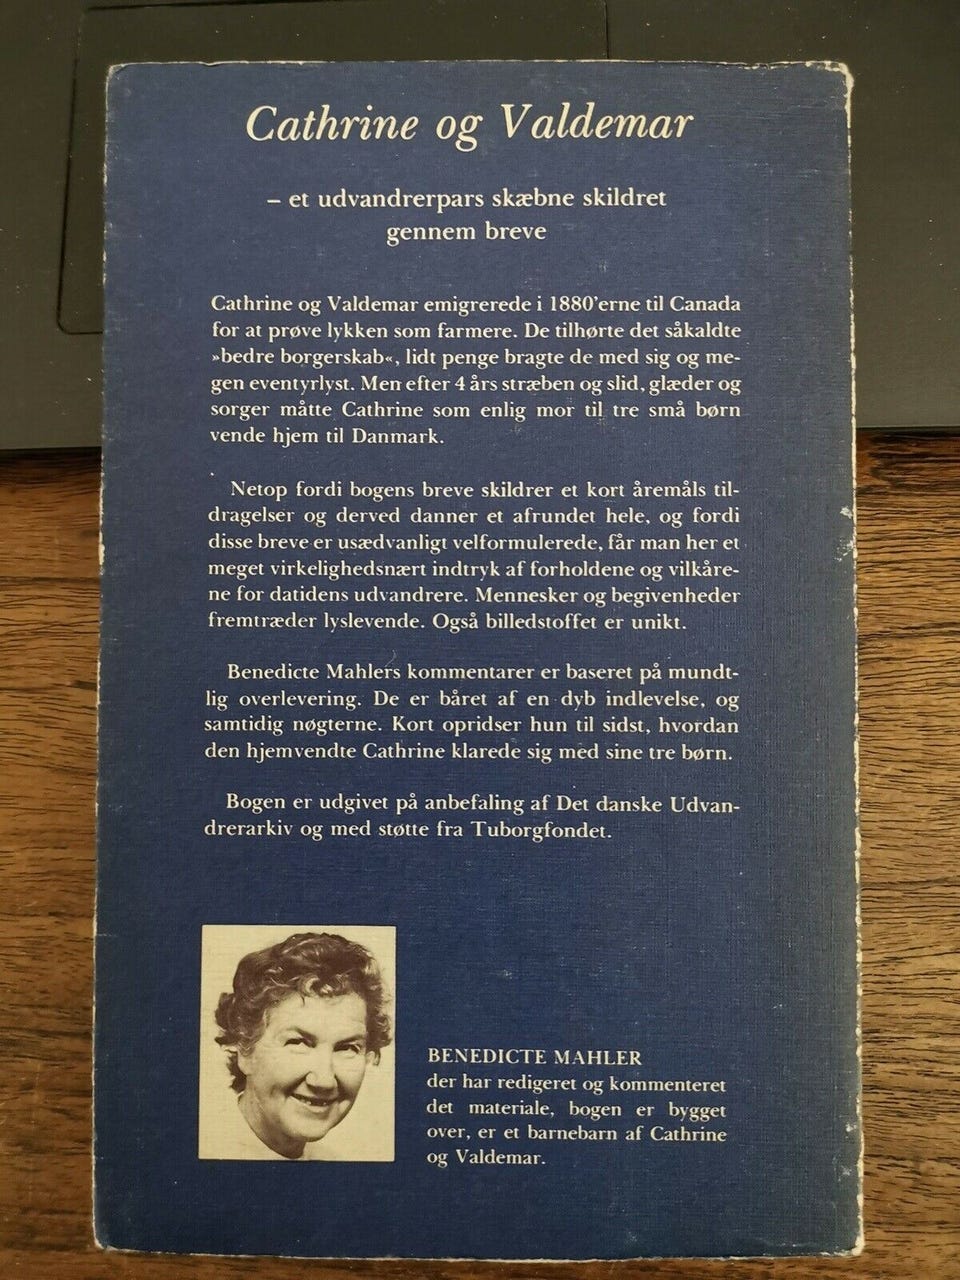 Cathrine og Valdemar
– et udvandrerpars skæbne skildret
gennem breve
Cathrine og Valdemar emigrerede i 1880'erne til Canada
for at prøve lykken som farmere. De tilhørte det såkaldte
»bedre borgerskab«, lidt penge bragte de med sig og me-
gen eventyrlyst. Men efter 4 års stræben og slid, glæder og
sorger måtte Cathrine som enlig mor til tre små børn
vende hjem til Danmark.
Netop fordi bogens breve skildrer et kort åremåls til-
dragelser og derved danner et afrundet hele, og fordi
disse breve er usædvanligt velformulerede, får man her et
meget virkelighedsnært indtryk af forholdene og vilkåre-
ne for datidens udvandrere. Mennesker og begivenheder
fremtræder lyslevende. Også billedstoffet er unikt.
Benedicte Mahlers kommentarer er baseret på mundt-
lig overlevering. De er båret af en dyb indlevelse, og
samtidig nøgterne. Kort opridser hun til sidst, hvordan
den hjemvendte Cathrine klarede sig med sine tre børn.
Bogen er udgivet på anbefaling af Det danske Udvan-
drerarkiv og med støtte fra Tuborgfondet.
BENEDICTE MAHLER
der har redigeret og kommenteret
det materiale, bogen er bygget
over, er et barnebarn af Cathrine
og Valdemar.